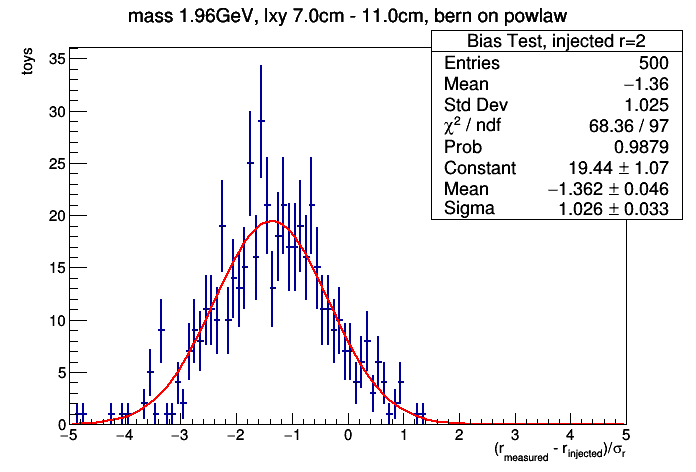 mass 1.96GeV, lxy 7.0cm - 11.0cm, bern on powlaw
toys
Bias Test, injected r=2
Entries 500
Mean −1.36
Std Dev 1.025
χ² / ndf 68.36 / 97
Prob 0.9879
Constant 19.44 ± 1.07
Mean −1.362 ± 0.046
Sigma 1.026 ± 0.033
35
30
25
20
15
10
5
0
−5 −4 −3 −2 −1 0 1 2 3 4 5
(r_measured - r_injected)/σ_r